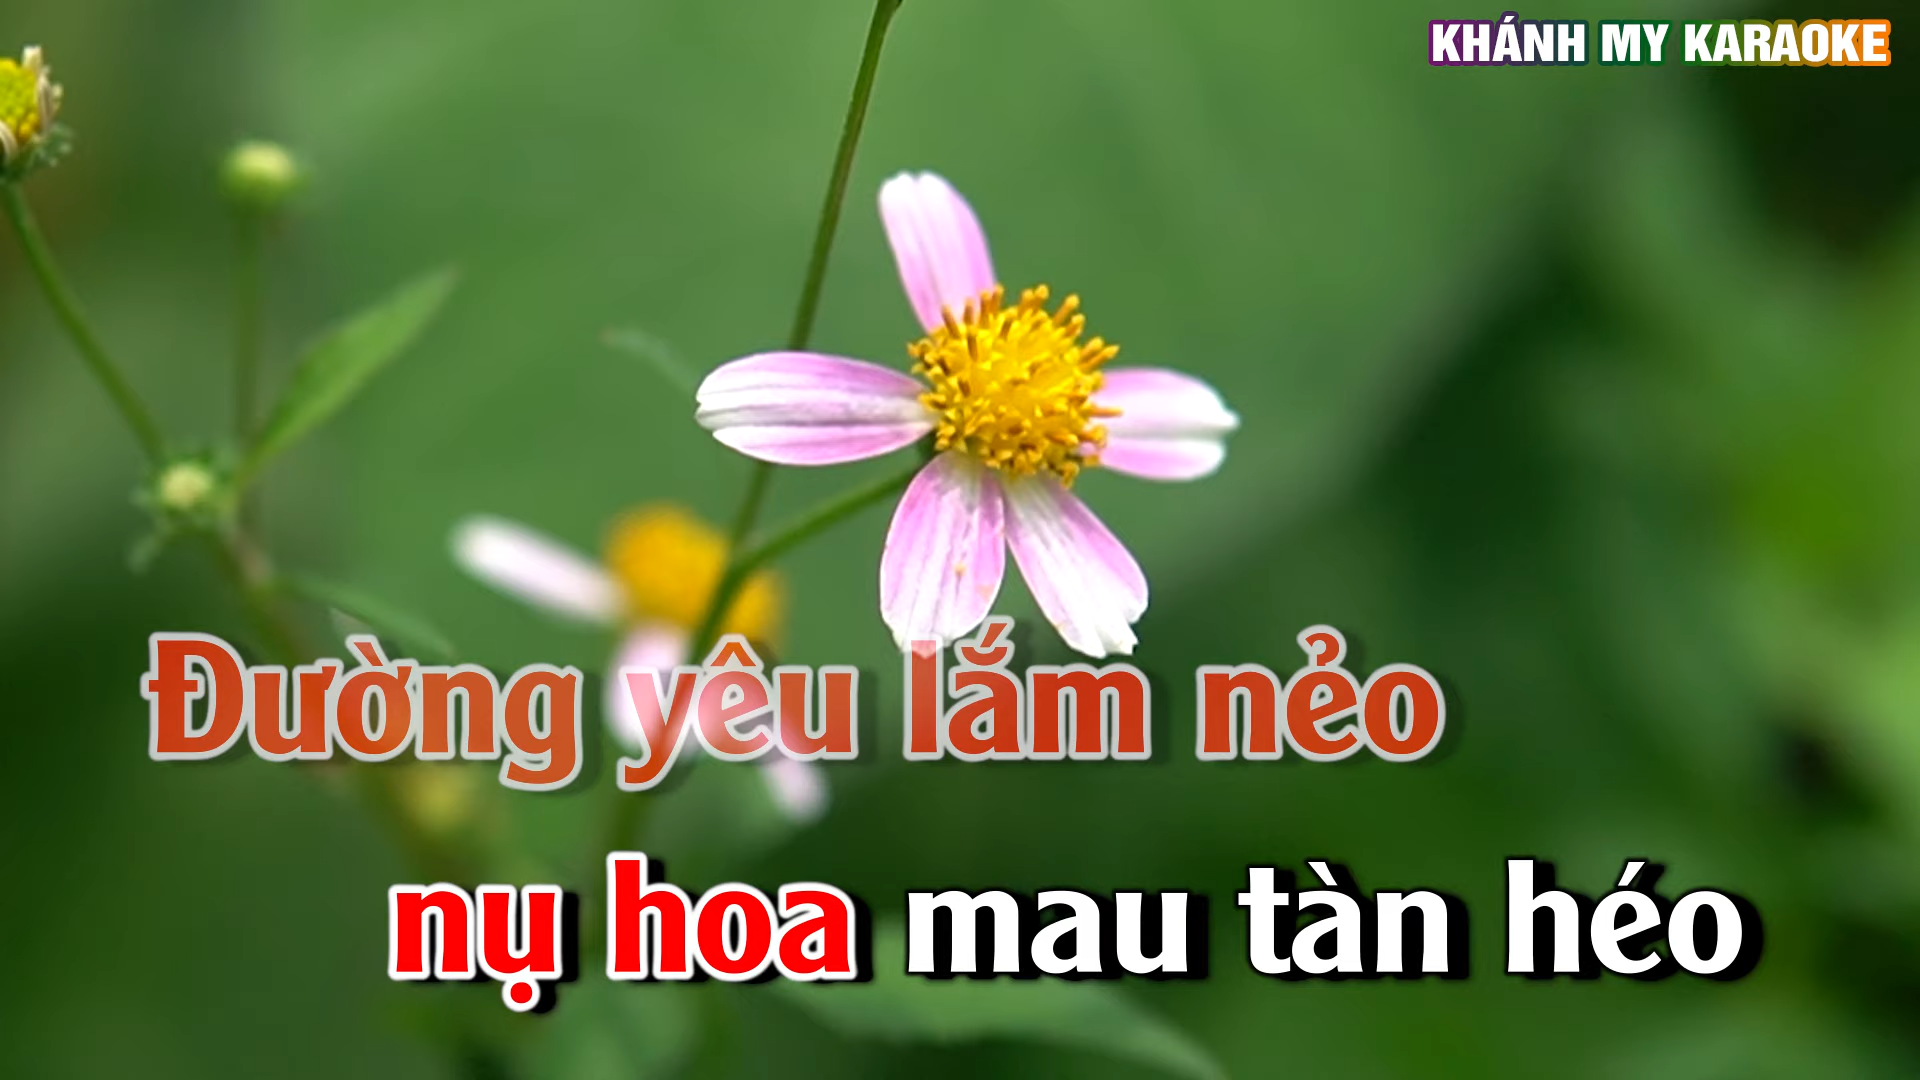 KHÁNH MY KARAOKE
Đường yêu lắm nẻo
nụ hoa mau tàn héo